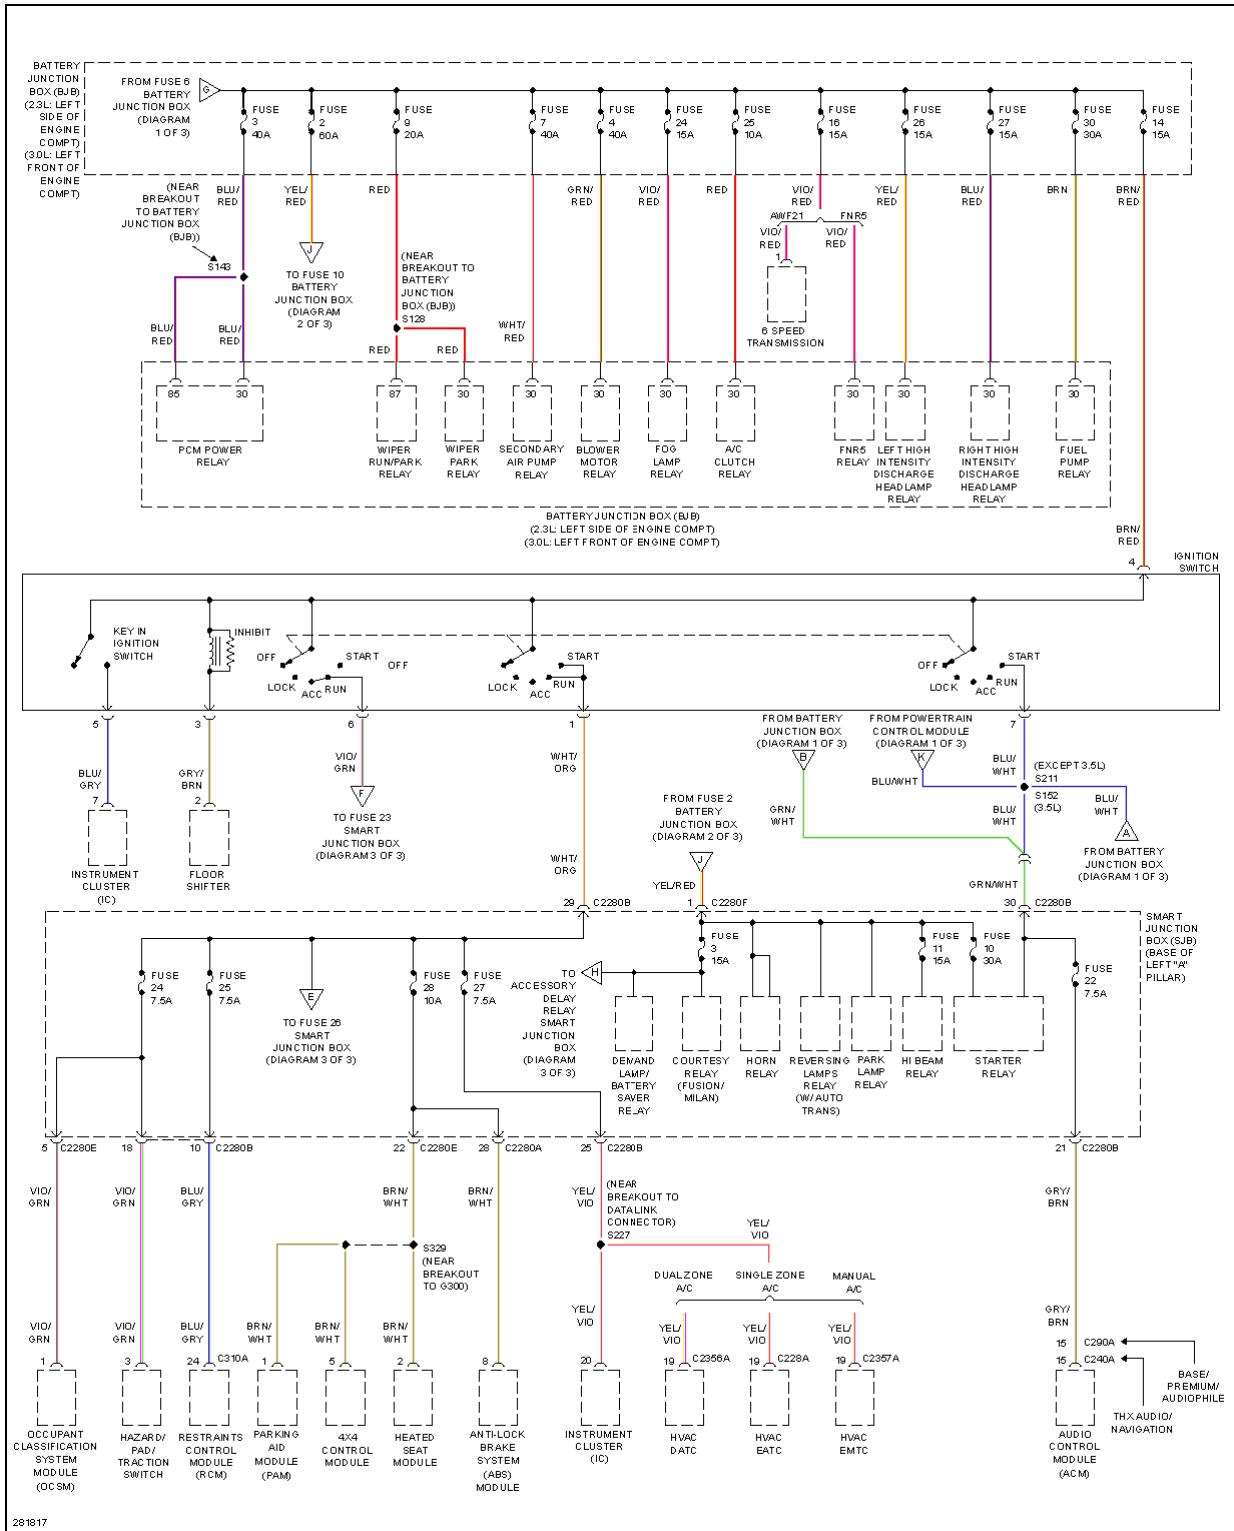 BATTERY
JUNCTION
BOX (BJB)
(2.3L: LEFT
SIDE OF
ENGINE
COMPT)
(3.0L: LEFT
FRONT OF
ENGINE
COMPT)
FROM FUSE 6
BATTERY
JUNCTION BOX
(DIAGRAM
1 OF 3)
G
FUSE
3
40A
FUSE
2
60A
FUSE
9
20A
FUSE
7
40A
FUSE
4
40A
FUSE
24
15A
FUSE
25
10A
FUSE
16
15A
FUSE
26
15A
FUSE
27
15A
FUSE
30
30A
FUSE
14
15A
(NEAR
BREAKOUT
TO BATTERY
JUNCTION BOX
(BJB))
S143
BLU/
RED
YEL/
RED
RED
GRN/
RED
VIO/
RED
RED
VIO/
RED
YEL/
RED
BLU/
RED
BRN
BRN/
RED
AWF21
FNR5
VIO/
RED
VIO/
RED
1
6 SPEED
TRANSMISSION
J
TO FUSE 10
BATTERY
JUNCTION BOX
(DIAGRAM
2 OF 3)
(NEAR
BREAKOUT TO
BATTERY
JUNCTION
BOX (BJB))
S128
BLU/
RED
BLU/
RED
RED
RED
WHT/
RED
85
30
87
30
30
30
30
30
30
30
30
30
PCM POWER
RELAY
WIPER
RUN/PARK
RELAY
WIPER
PARK
RELAY
SECONDARY
AIR PUMP
RELAY
BLOWER
MOTOR
RELAY
FOG
LAMP
RELAY
A/C
CLUTCH
RELAY
FNR5
RELAY
LEFT HIGH
INTENSITY
DISCHARGE
HEADLAMP
RELAY
RIGHT HIGH
INTENSITY
DISCHARGE
HEADLAMP
RELAY
FUEL
PUMP
RELAY
BATTERY JUNCTION BOX (BJB)
(2.3L: LEFT SIDE OF ENGINE COMPT)
(3.0L: LEFT FRONT OF ENGINE COMPT)
BRN/
RED
4
IGNITION
SWITCH
KEY IN
IGNITION
SWITCH
INHIBIT
OFF
LOCK
ACC
RUN
START
OFF
OFF
LOCK
ACC
RUN
START
OFF
LOCK
ACC
RUN
START
5
3
6
1
7
BLU/
GRY
7
INSTRUMENT
CLUSTER
(IC)
GRY/
BRN
2
FLOOR
SHIFTER
VIO/
GRN
F
TO FUSE 23
SMART
JUNCTION BOX
(DIAGRAM 3 OF 3)
WHT/
ORG
WHT/
ORG
FROM BATTERY
JUNCTION BOX
(DIAGRAM 1 OF 3)
B
GRN/
WHT
FROM POWERTRAIN
CONTROL MODULE
(DIAGRAM 1 OF 3)
K
BLU/WHT
BLU/
WHT
(EXCEPT 3.5L)
S211
S152
(3.5L)
BLU/
WHT
BLU/
WHT
A
FROM BATTERY
JUNCTION BOX
(DIAGRAM 1 OF 3)
FROM FUSE 2
BATTERY
JUNCTION BOX
(DIAGRAM 2 OF 3)
J
YEL/RED
GRN/WHT
29
C2280B
1
C2280F
30
C2280B
SMART
JUNCTION
BOX (SJB)
(BASE OF
LEFT "A"
PILLAR)
FUSE
24
7.5A
FUSE
25
7.5A
E
TO FUSE 26
SMART
JUNCTION BOX
(DIAGRAM 3 OF 3)
FUSE
28
10A
FUSE
27
7.5A
TO
ACCESSORY
DELAY
RELAY
SMART
JUNCTION
BOX
(DIAGRAM
3 OF 3)
H
FUSE
3
15A
FUSE
11
15A
FUSE
10
30A
FUSE
22
7.5A
DEMAND
LAMP/
BATTERY
SAVER
RELAY
COURTESY
RELAY
(FUSION/
MILAN)
HORN
RELAY
REVERSING
LAMPS
RELAY
(W/ AUTO
TRANS)
PARK
LAMP
RELAY
HI BEAM
RELAY
STARTER
RELAY
5
C2280E
18
10
C2280B
22
C2280E
28
C2280A
25
C2280B
21
C2280B
VIO/
GRN
VIO/
GRN
BLU/
GRY
BRN/
WHT
BRN/
WHT
YEL/
VIO
(NEAR
BREAKOUT TO
DATALINK
CONNECTOR)
S227
YEL/
VIO
GRY/
BRN
S329
(NEAR
BREAKOUT
TO G300)
DUAL ZONE
A/C
SINGLE ZONE
A/C
MANUAL
A/C
VIO/
GRN
VIO/
GRN
BLU/
GRY
BRN/
WHT
BRN/
WHT
BRN/
WHT
YEL/
VIO
YEL/
VIO
YEL/
VIO
YEL/
VIO
GRY/
BRN
1
3
24
C310A
1
5
2
8
20
19
C2356A
19
C228A
19
C2357A
15
C290A
15
C240A
BASE/
PREMIUM/
AUDIOPHILE
THX AUDIO/
NAVIGATION
OCCUPANT
CLASSIFICATION
SYSTEM
MODULE
(OCSM)
HAZARD/
PAD/
TRACTION
SWITCH
RESTRAINTS
CONTROL
MODULE
(RCM)
PARKING
AID
MODULE
(PAM)
4X4
CONTROL
MODULE
HEATED
SEAT
MODULE
ANTI-LOCK
BRAKE
SYSTEM
(ABS)
MODULE
INSTRUMENT
CLUSTER
(IC)
HVAC
DATC
HVAC
EATC
HVAC
EMTC
AUDIO
CONTROL
MODULE
(ACM)
281817